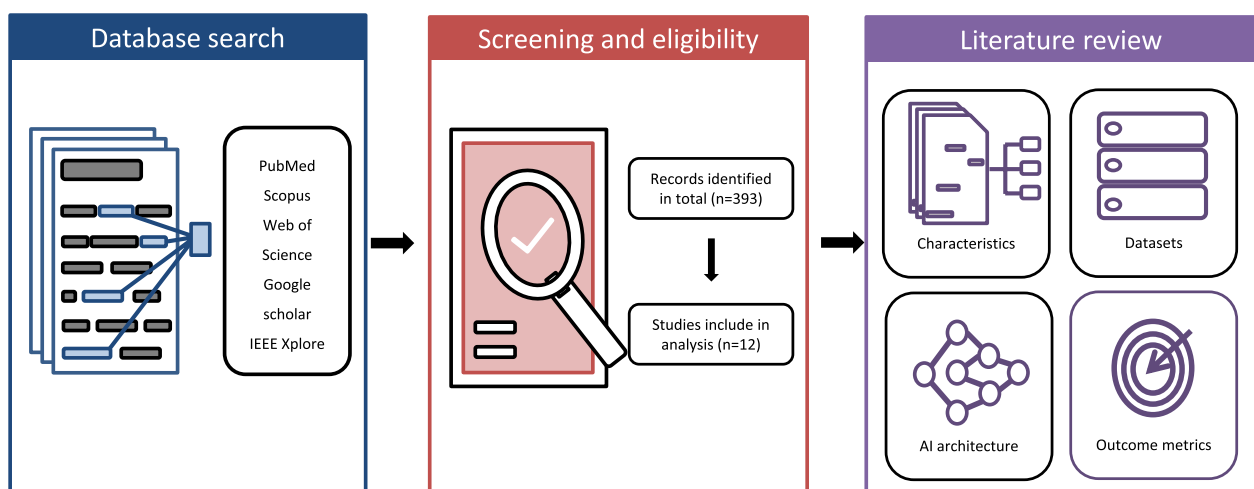 Database search
PubMed
Scopus
Web of
Science
Google
scholar
IEEE Xplore
Screening and eligibility
Records identified
in total (n=393)
Studies include in
analysis (n=12)
Literature review
Characteristics
Datasets
AI architecture
Outcome metrics